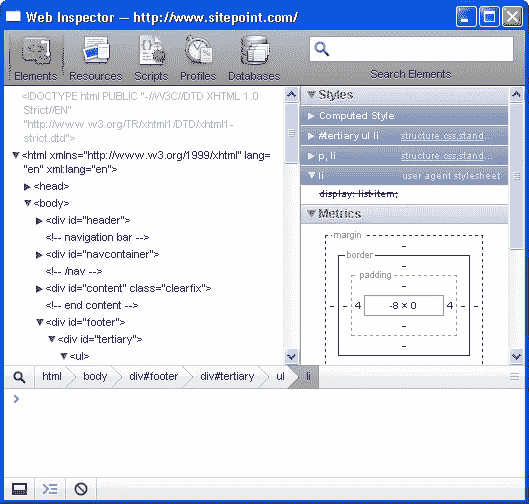 Web Inspector — http://www.sitepoint.com/
Elements Resources Scripts Profiles Databases
Search Elements
<!DOCTYPE html PUBLIC "-//W3C//DTD XHTML 1.0
Strict//EN"
"http://www.w3.org/TR/xhtml1/DTD/xhtml1-
strict.dtd">
<html xmlns="http://www.w3.org/1999/xhtml" lang=
"en" xml:lang="en">
<head>
<body>
<div id="header">
<!-- navigation bar -->
<div id="navcontainer">
<!-- /nav -->
<div id="content" class="clearfix">
<!-- end content -->
<div id="footer">
<div id="tertiary">
<ul>
Styles
Computed Style
#tertiary ul li structure.css,stand...
p, li structure.css,stand...
li user agent stylesheet
display: list-item;
Metrics
margin
-
border
-
padding
-
- - 4 -8 × 0 4 - -
-
-
html body div#footer div#tertiary ul li
>